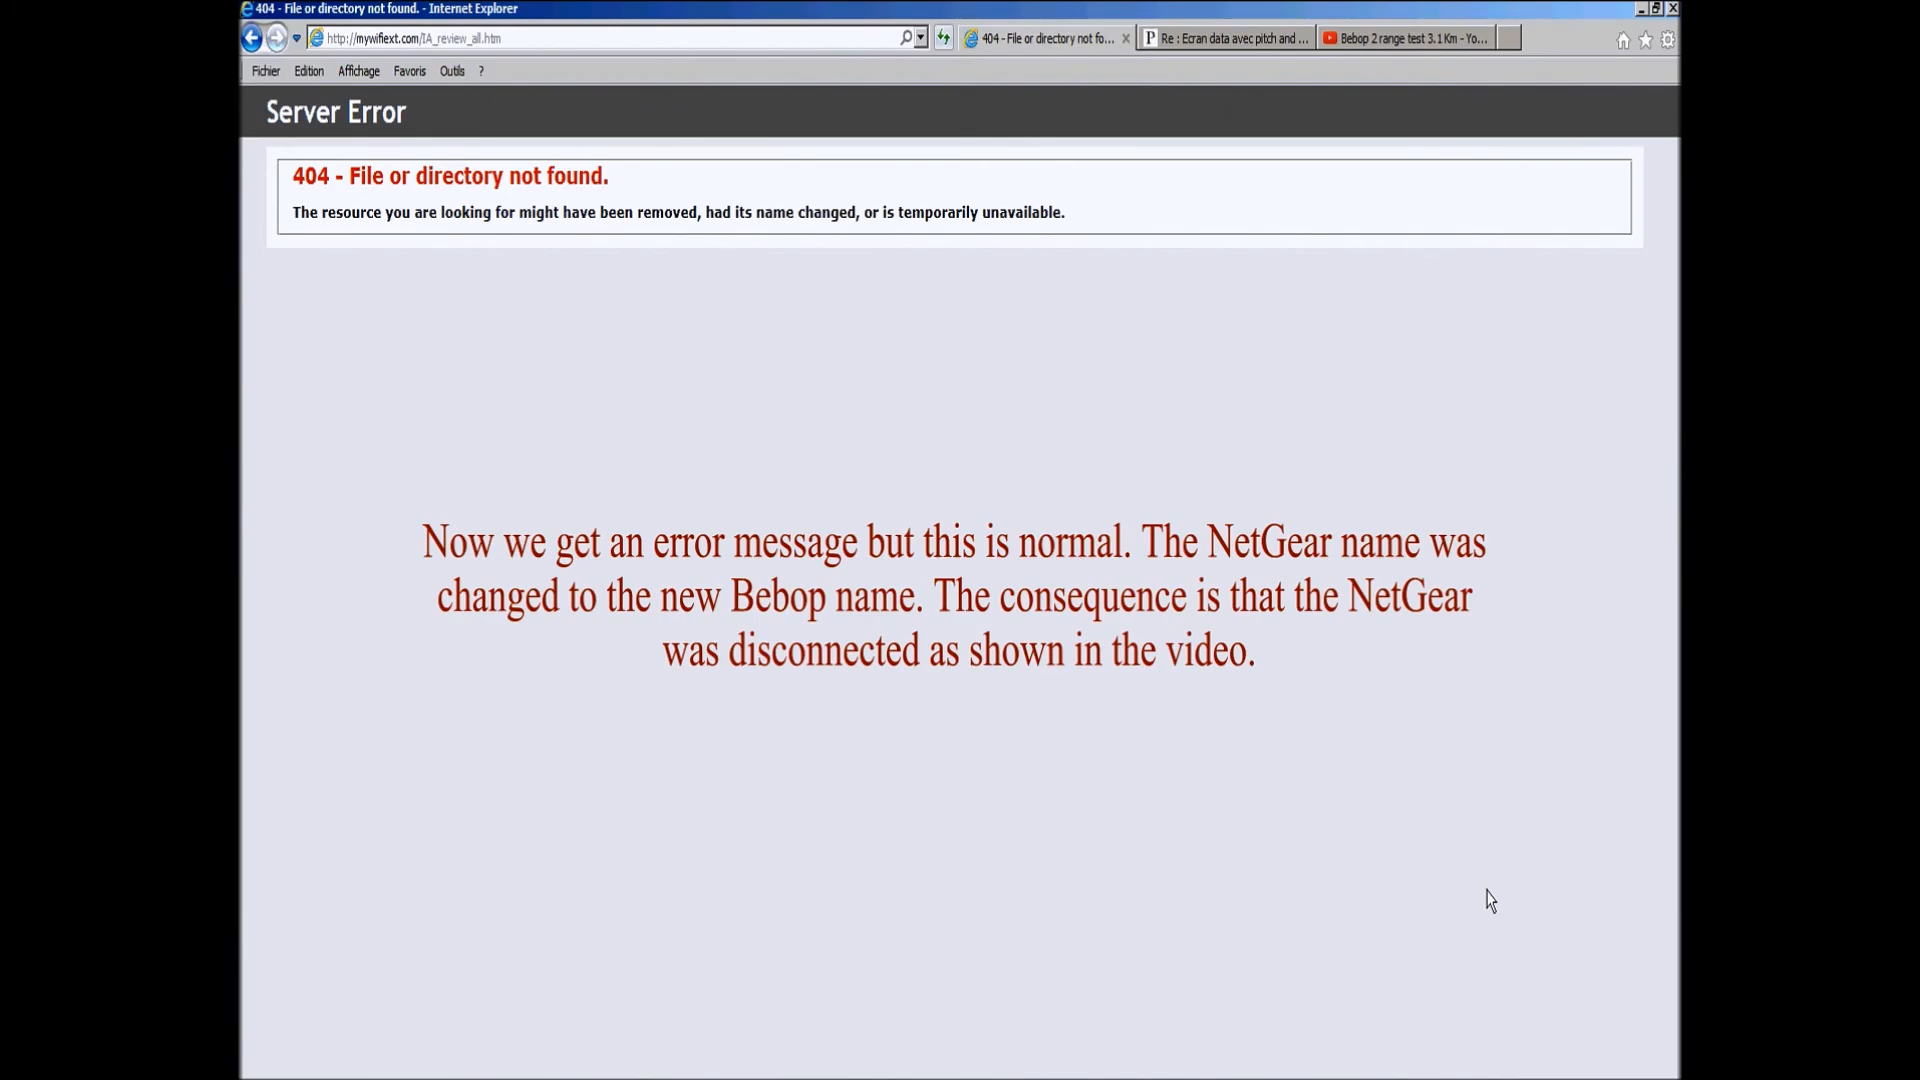 404 - File or directory not found. - Internet Explorer
http://mywifiext.com/IA_review_all.htm
404 - File or directory not fo...
Re : Ecran data avec pitch and ...
Bebop 2 range test 3.1 Km - Yo...
Fichier Edition Affichage Favoris Outils ?
Server Error
404 - File or directory not found.
The resource you are looking for might have been removed, had its name changed, or is temporarily unavailable.
Now we get an error message but this is normal. The NetGear name was
changed to the new Bebop name. The consequence is that the NetGear
was disconnected as shown in the video.